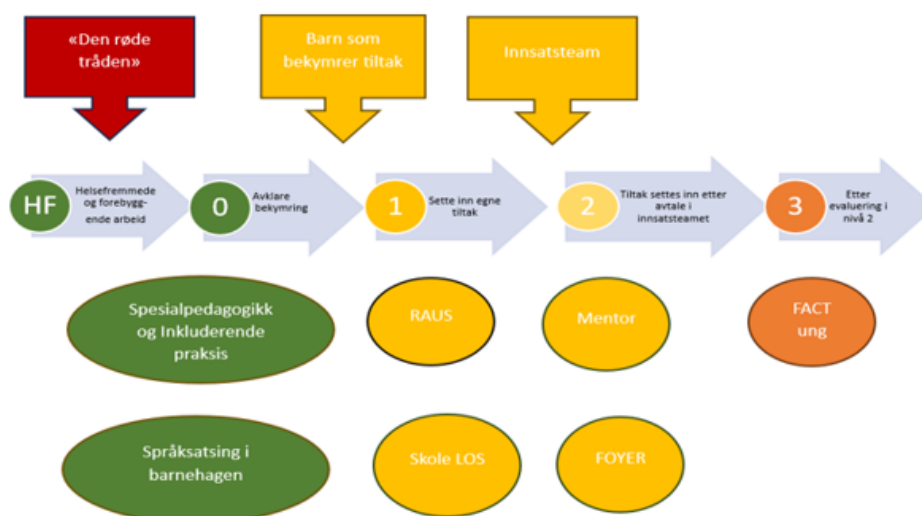 «Den røde
tråden»
Barn som
bekymrer tiltak
Innsatsteam
HF
Helsefremmede
og forebygg-
ende arbeid
0
Avklare
bekymring
1
Sette inn egne
tiltak
2
Tiltak settes inn etter
avtale i
innsatsteamet
3
Etter
evaluering i
nivå 2
Spesialpedagogikk
og Inkluderende
praksis
RAUS
Mentor
FACT
ung
Språksatsing i
barnehagen
Skole LOS
FOYER